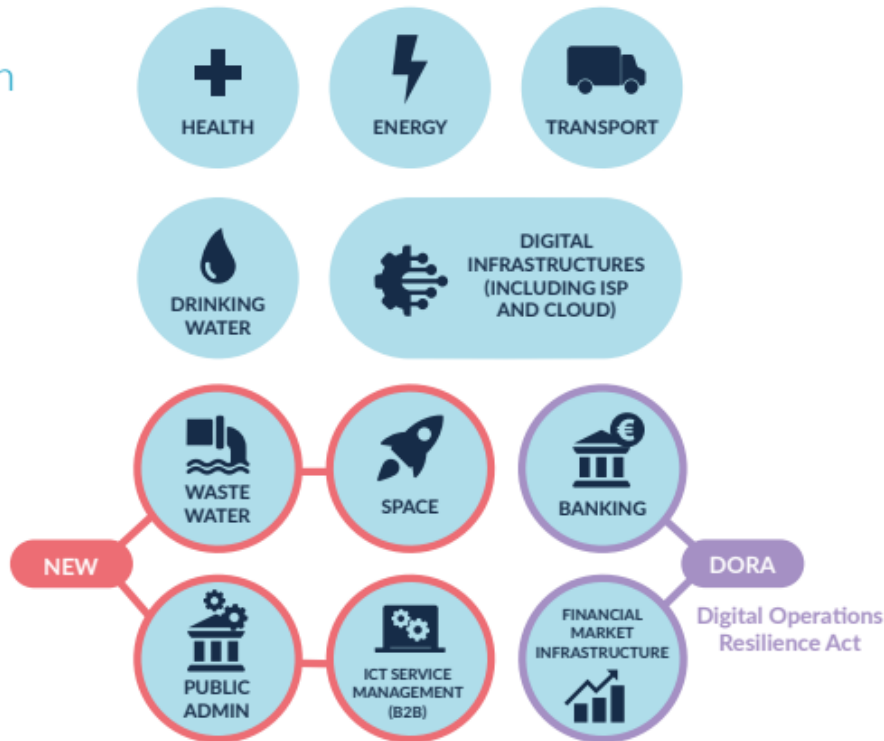 n
HEALTH
ENERGY
TRANSPORT
DRINKING
WATER
DIGITAL
INFRASTRUCTURES
(INCLUDING ISP
AND CLOUD)
WASTE
WATER
SPACE
€
BANKING
NEW
DORA
Digital Operations
Resilience Act
PUBLIC
ADMIN
ICT SERVICE
MANAGEMENT
(B2B)
FINANCIAL
MARKET
INFRASTRUCTURE